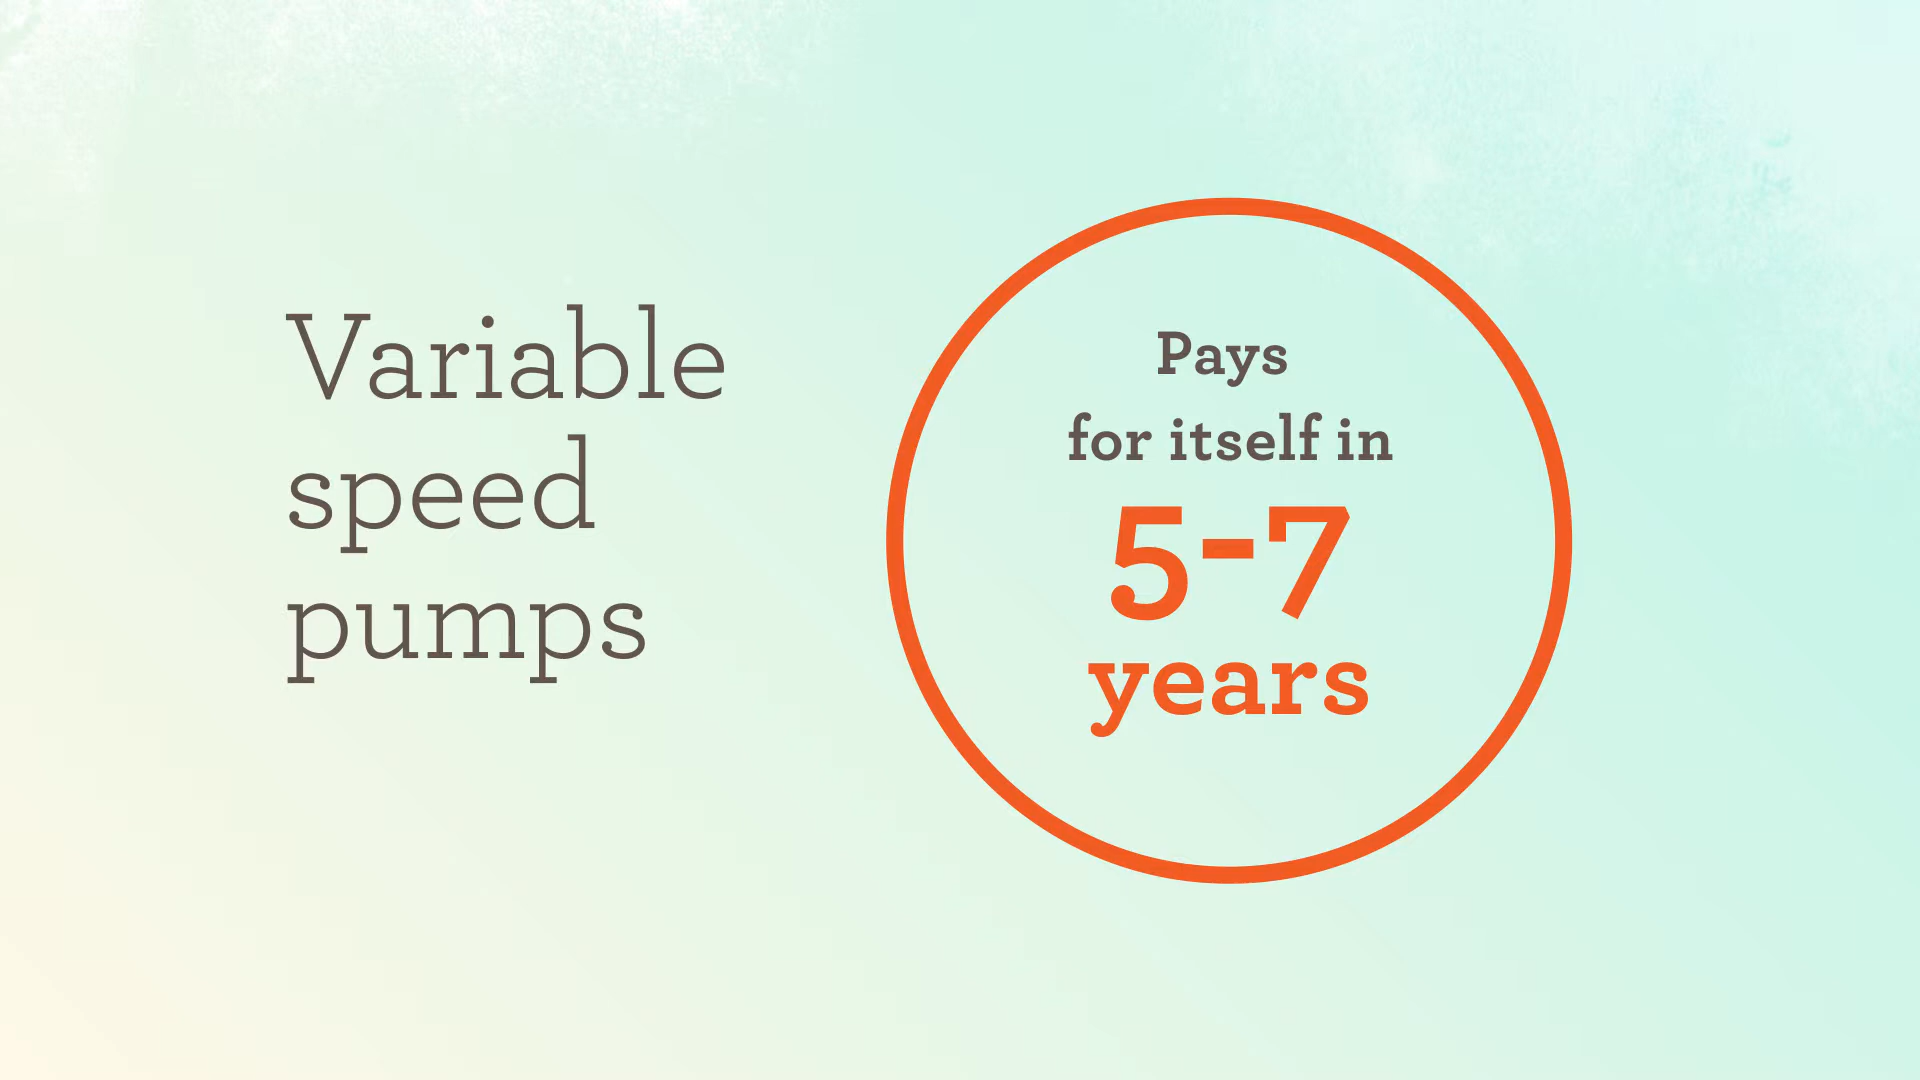 Variable
speed
pumps
Pays
for itself in
5-7
years